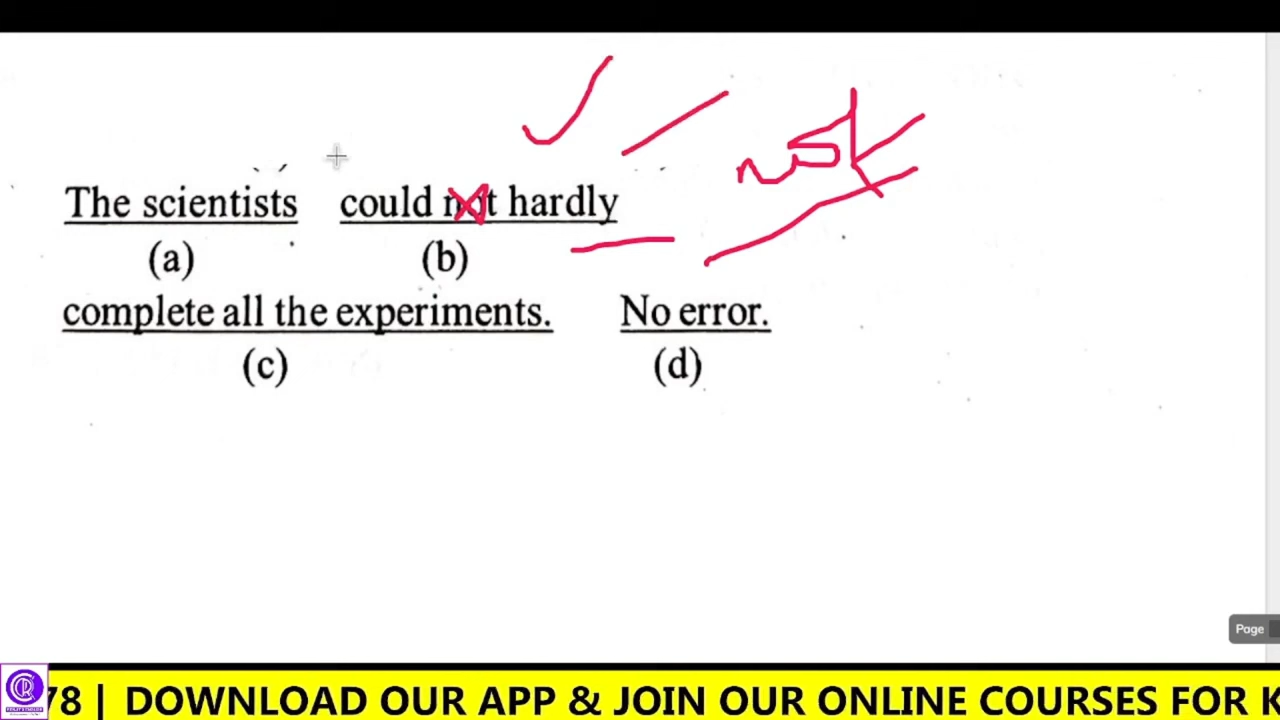 The scientists could not hardly
(a) (b)
complete all the experiments. No error.
(c) (d)
Page
78 | DOWNLOAD OUR APP & JOIN OUR ONLINE COURSES FOR K